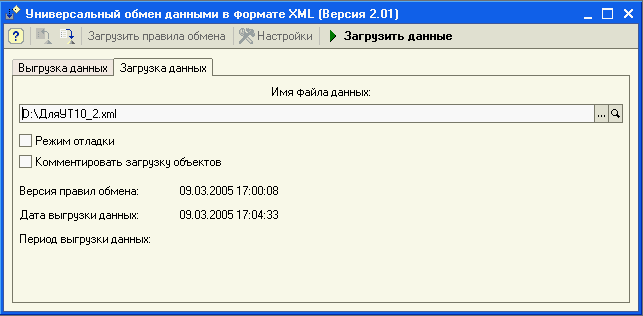 Универсальный обмен данными в формате XML (Версия 2.01)
? Загрузить правила обмена Настройки Загрузить данные
Выгрузка данных Загрузка данных
Имя файла данных:
D:\ДляУТ10_2.xml ...
Режим отладки
Комментировать загрузку объектов
Версия правил обмена: 09.03.2005 17:00:08
Дата выгрузки данных: 09.03.2005 17:04:33
Период выгрузки данных: